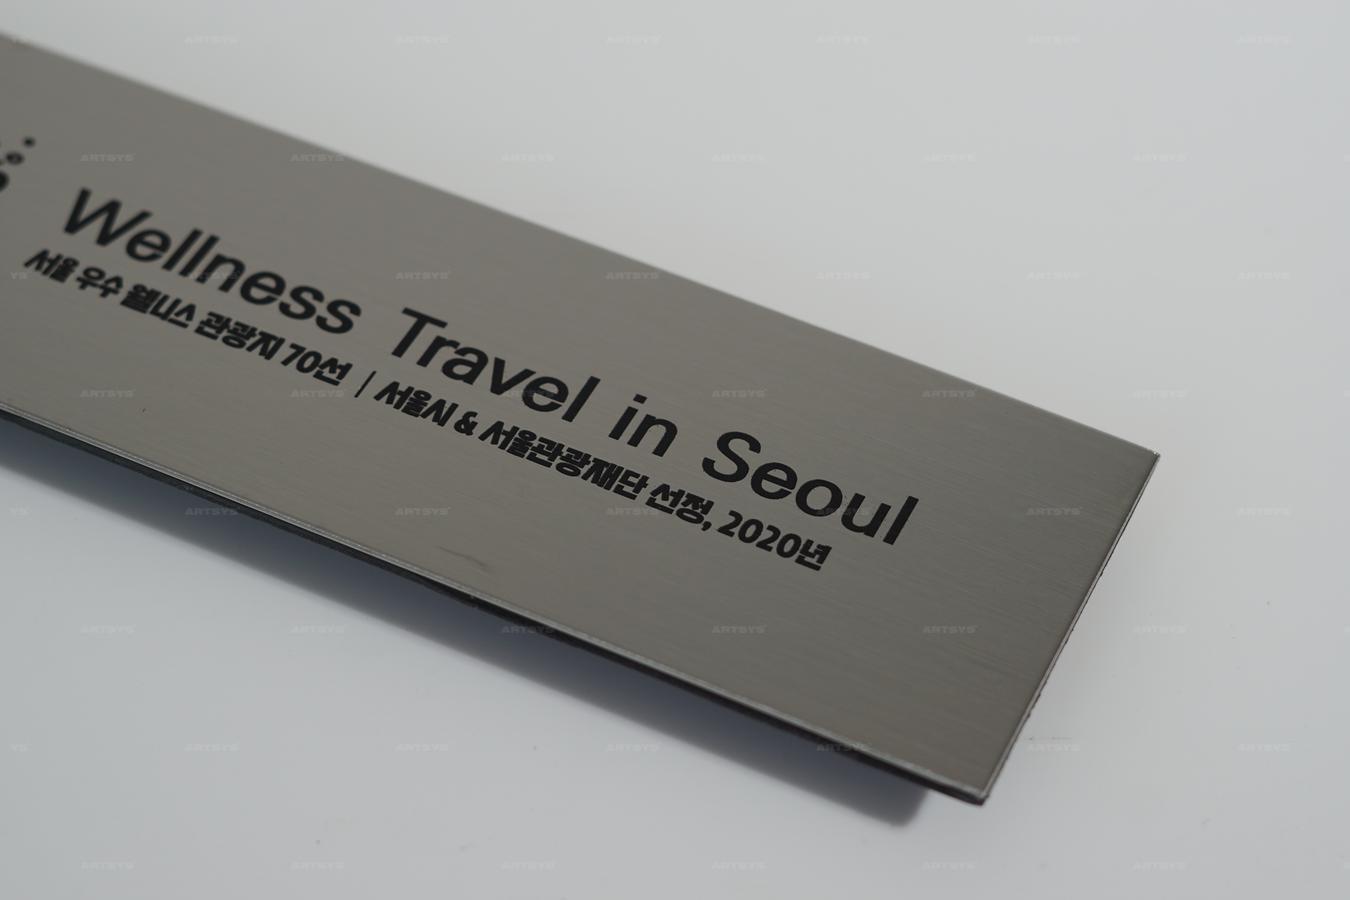 Wellness Travel in Seoul
서울 우수 웰니스 관광지 70선 | 서울시 & 서울관광재단 선정, 2020년
ARTSYS